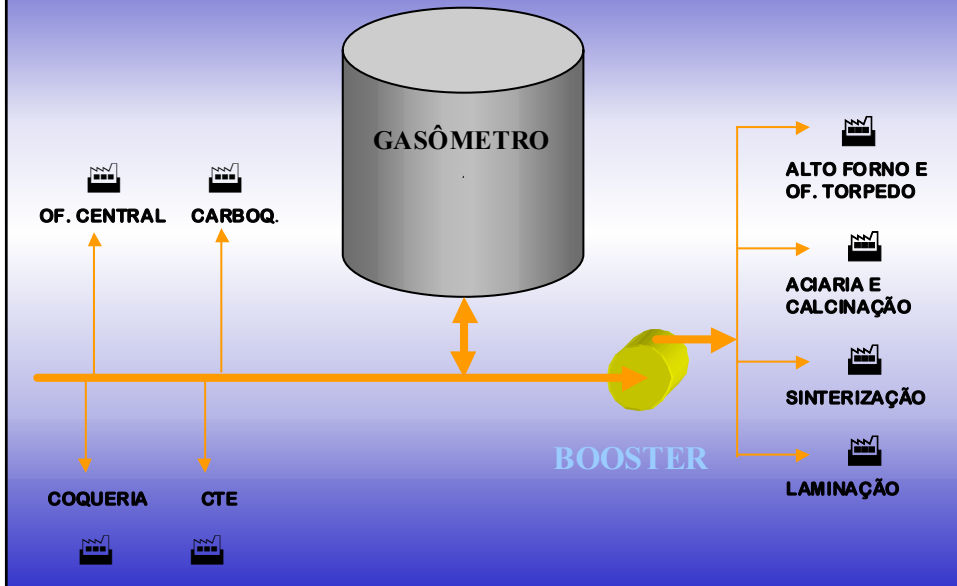 GASÔMETRO
.
OF. CENTRAL
CARBOQ.
ALTO FORNO E
OF. TORPEDO
ACIARIA E
CALCINAÇÃO
SINTERIZAÇÃO
BOOSTER
LAMINAÇÃO
COQUERIA
CTE